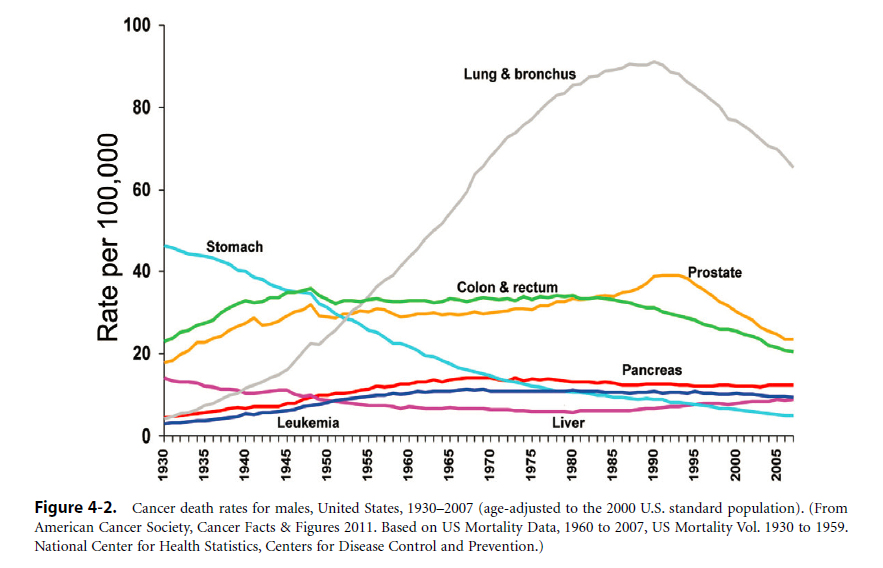 100
80
60
40
20
0
Rate per 100,000
Lung & bronchus
Stomach
Colon & rectum
Prostate
Pancreas
Leukemia
Liver
1930
1935
1940
1945
1950
1955
1960
1965
1970
1975
1980
1985
1990
1995
2000
2005
Figure 4-2. Cancer death rates for males, United States, 1930–2007 (age-adjusted to the 2000 U.S. standard population). (From
American Cancer Society, Cancer Facts & Figures 2011. Based on US Mortality Data, 1960 to 2007, US Mortality Vol. 1930 to 1959.
National Center for Health Statistics, Centers for Disease Control and Prevention.)